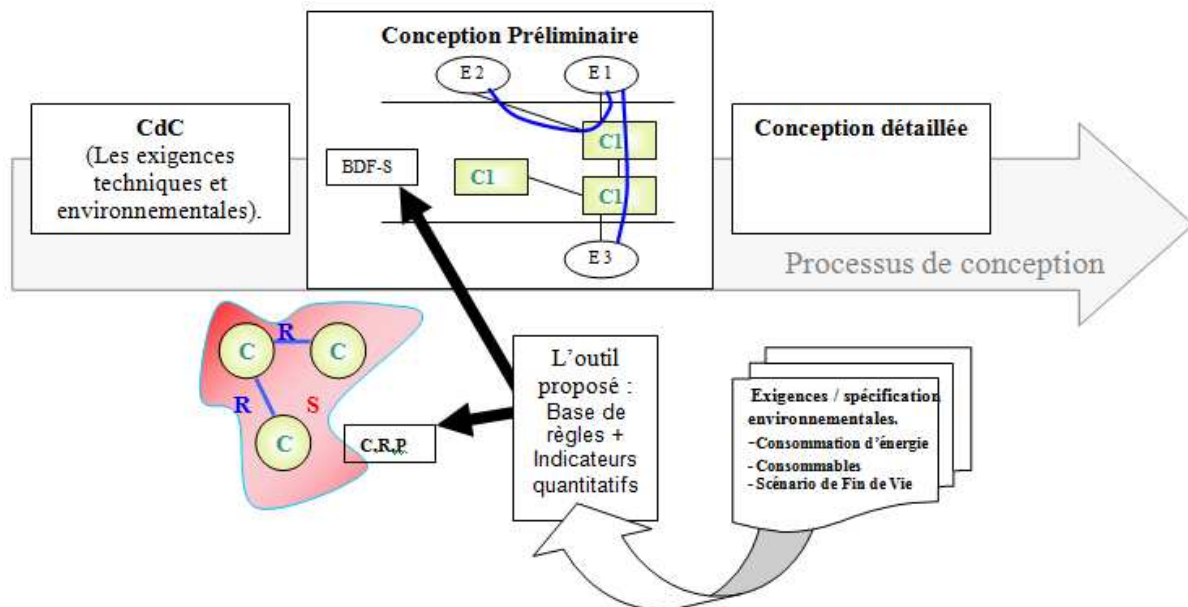 Conception Préliminaire
E 2
E 1
CdC
(Les exigences
techniques et
environnementales).
BDF-S
C1
C1
C1
E 3
Conception détaillée
Processus de conception
R
C
C
R
S
C
C,R,P
L’outil
proposé :
Base de
règles +
Indicateurs
quantitatifs
Exigences / spécification
environnementales.
-Consommation d’énergie
- Consommables
- Scénario de Fin de Vie